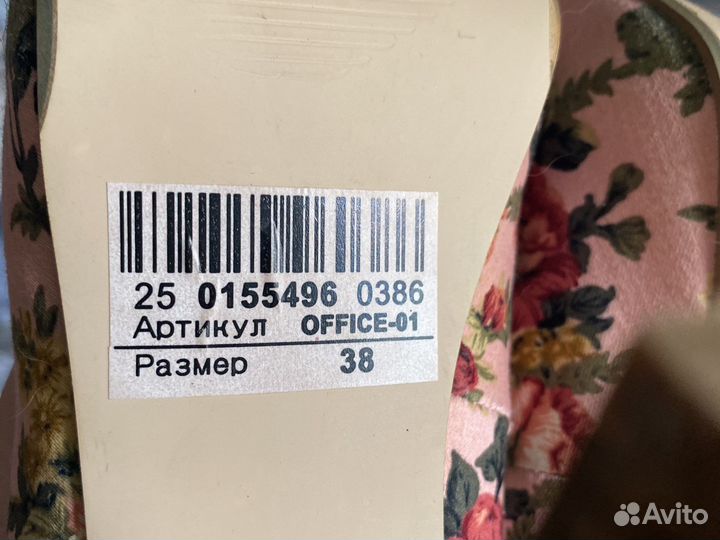 25 0155496 0386
Артикул OFFICE-01
Размер 38
Avito